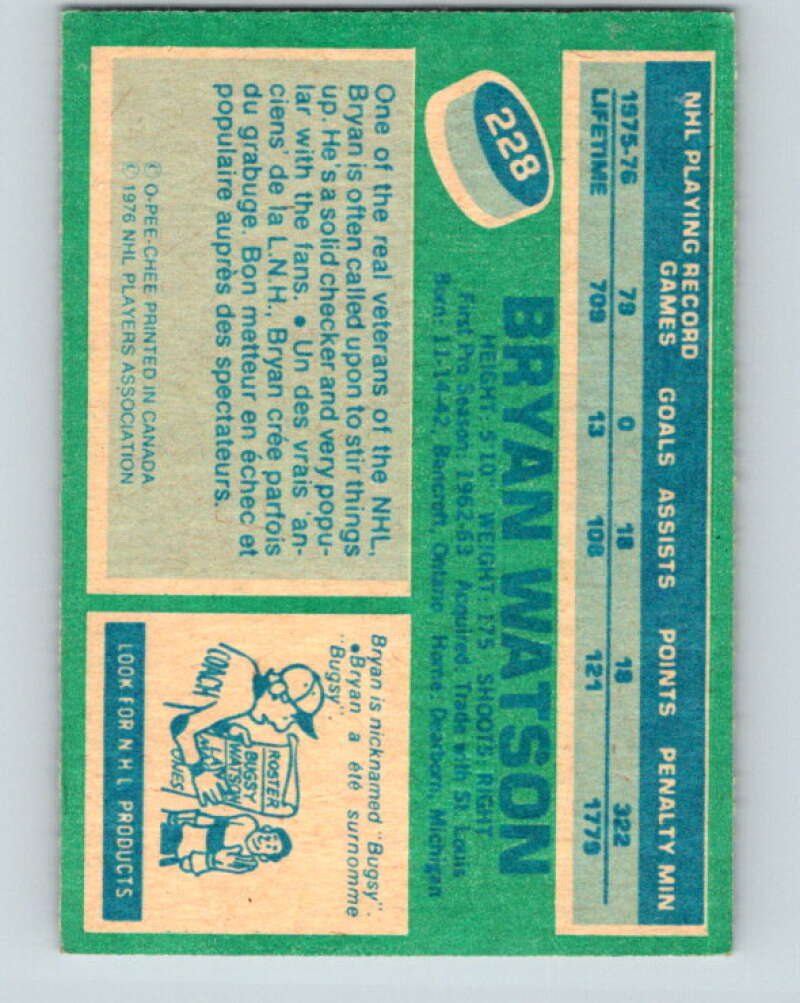 NHL PLAYING RECORD
GAMES GOALS ASSISTS POINTS PENALTY MIN
1975-76 79 0 18 18 322
LIFETIME 709 13 108 121 1779
228
BRYAN WATSON
HEIGHT: 5'10" WEIGHT: 175 SHOOTS: RIGHT
First Pro Season: 1962-63 Acquired: Trade with St. Louis
Born: 11-14-42, Bancroft, Ontario Home: Dearborn, Michigan
One of the real veterans of the NHL,
Bryan is often called upon to stir things
up. He's a solid checker and very popu-
lar with the fans. • Un des vrais 'an-
ciens' de la L.N.H., Bryan crée parfois
du grabuge. Bon metteur en échec et
populaire auprès des spectateurs.
© O-PEE-CHEE PRINTED IN CANADA
© 1976 NHL PLAYERS ASSOCIATION
Bryan is nicknamed "Bugsy".
• Bryan a été surnommé
"Bugsy".
COACH
ROSTER
BUGSY
WATSON
JONES
LOOK FOR N H L PRODUCTS